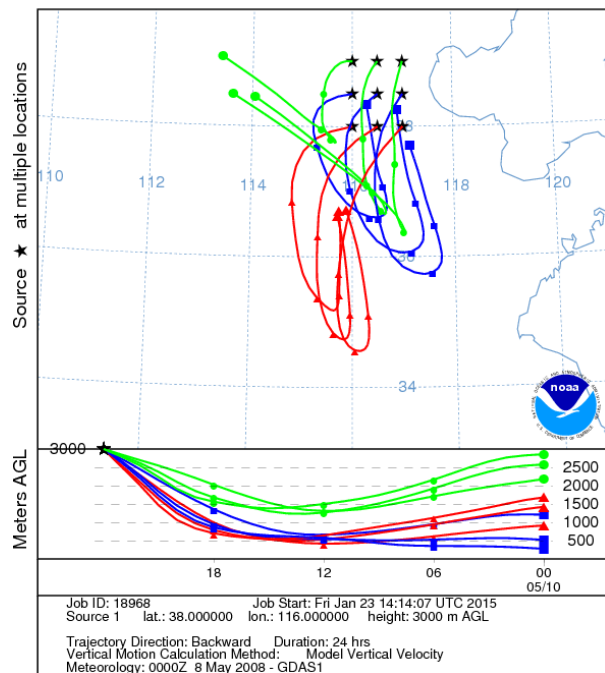 Source ★ at multiple locations
110
112
114
116
118
120
38
36
34
noaa
Meters AGL
3000
2500
2000
1500
1000
500
18
12
06
00
05/10
Job ID: 18968 Job Start: Fri Jan 23 14:14:07 UTC 2015
Source 1 lat.: 38.000000 lon.: 116.000000 height: 3000 m AGL
Trajectory Direction: Backward Duration: 24 hrs
Vertical Motion Calculation Method: Model Vertical Velocity
Meteorology: 0000Z 8 May 2008 - GDAS1